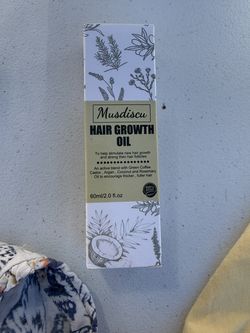 Musdiscu
HAIR GROWTH
OIL
To help stimulate new hair growth
and strong their hair follicles
An active blend with Green Coffee
Castor , Argan , Coconut and Rosemary
Oil to encourage thicker , fuller hair
60ml/2.0 fl.oz